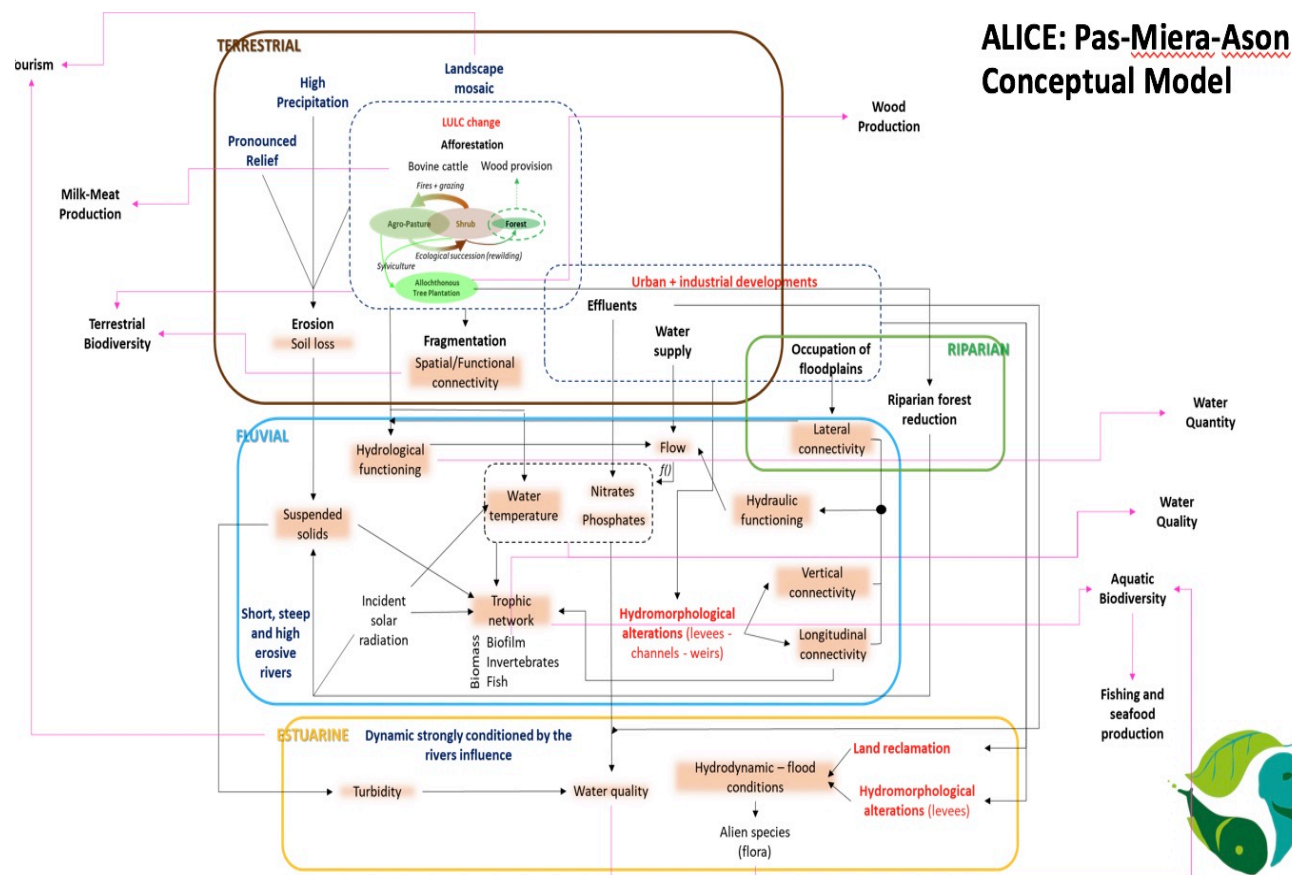 ALICE: Pas-Miera-Ason
Conceptual Model
TERRESTRIAL
ourism
High
Precipitation
Landscape
mosaic
Pronounced
Relief
LULC change
Afforestation
Bovine cattle
Wood provision
Fires + grazing
Agro-Pasture
Shrub
Forest
Ecological succession (rewilding)
Sylviculture
Allochthonous
Tree Plantation
Wood
Production
Milk-Meat
Production
Terrestrial
Biodiversity
Erosion
Soil loss
Fragmentation
Spatial/Functional
connectivity
Urban + industrial developments
Effluents
Water
supply
Occupation of
floodplains
RIPARIAN
Riparian forest
reduction
Lateral
connectivity
Water
Quantity
FLUVIAL
Hydrological
functioning
Flow
f()
Water
temperature
Nitrates
Phosphates
Hydraulic
functioning
Water
Quality
Suspended
solids
Vertical
connectivity
Aquatic
Biodiversity
Short, steep
and high
erosive
rivers
Incident
solar
radiation
Trophic
network
Biomass
Biofilm
Invertebrates
Fish
Hydromorphological
alterations (levees -
channels - weirs)
Longitudinal
connectivity
Fishing and
seafood
production
ESTUARINE
Dynamic strongly conditioned by the
rivers influence
Land reclamation
Turbidity
Water quality
Hydrodynamic – flood
conditions
Hydromorphological
alterations (levees)
Alien species
(flora)